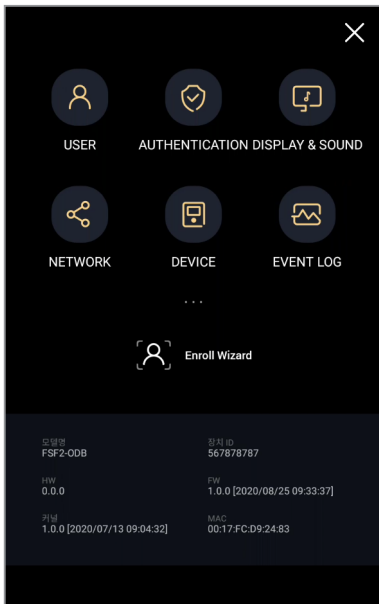 USER
AUTHENTICATION
DISPLAY & SOUND
NETWORK
DEVICE
EVENT LOG
...
Enroll Wizard
모델명
FSF2-ODB
장치 ID
567878787
HW
0.0.0
FW
1.0.0 [2020/08/25 09:33:37]
커널
1.0.0 [2020/07/13 09:04:32]
MAC
00:17:FC:D9:24:83